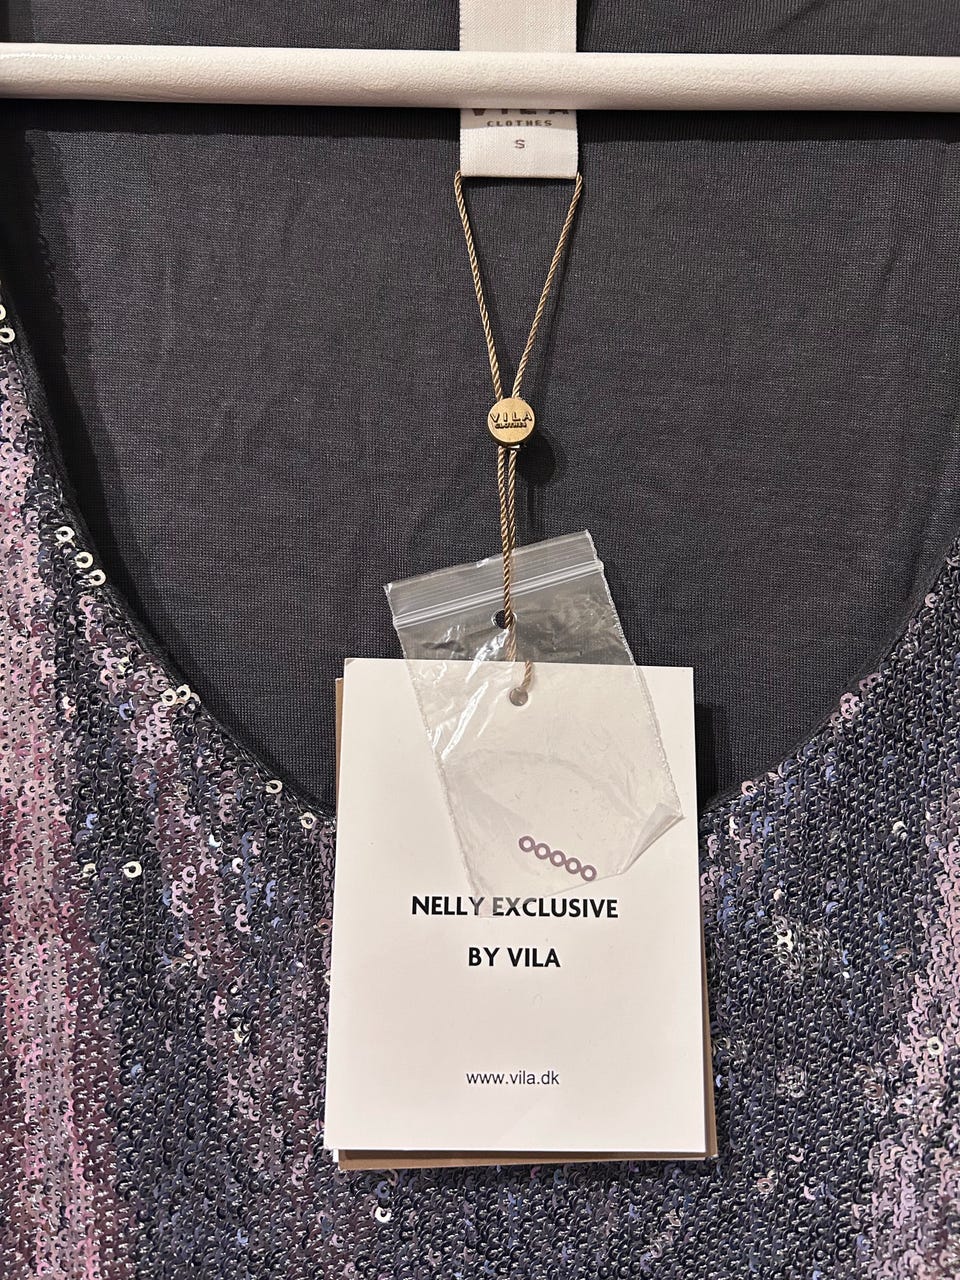 VILA
CLOTHES
S
VILA
CLOTHES
NELLY EXCLUSIVE
BY VILA
www.vila.dk